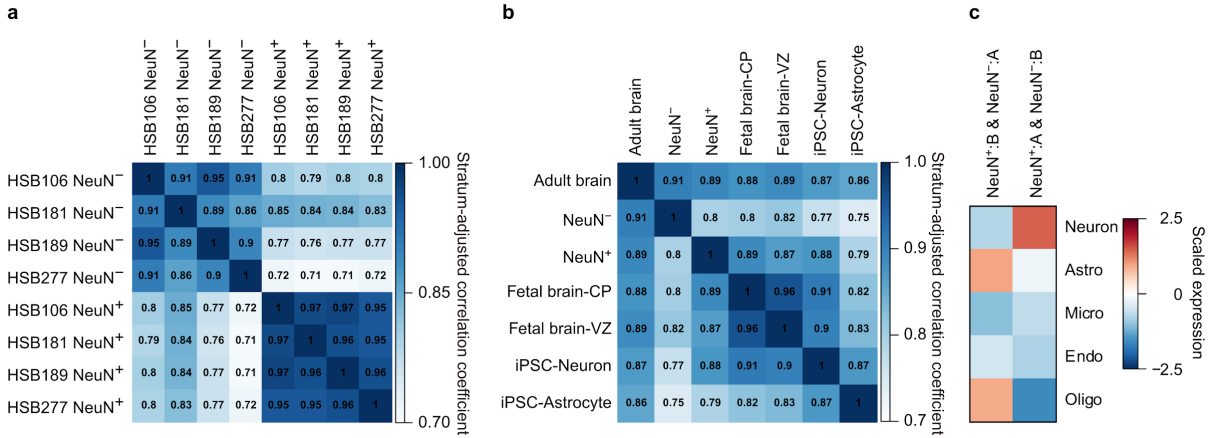 a
HSB106 NeuN⁻
HSB181 NeuN⁻
HSB189 NeuN⁻
HSB277 NeuN⁻
HSB106 NeuN⁺
HSB181 NeuN⁺
HSB189 NeuN⁺
HSB277 NeuN⁺
HSB106 NeuN⁻ 1 0.91 0.95 0.91 0.8 0.79 0.8 0.8
HSB181 NeuN⁻ 0.91 1 0.89 0.86 0.85 0.84 0.84 0.83
HSB189 NeuN⁻ 0.95 0.89 1 0.9 0.77 0.76 0.77 0.77
HSB277 NeuN⁻ 0.91 0.86 0.9 1 0.72 0.71 0.71 0.72
HSB106 NeuN⁺ 0.8 0.85 0.77 0.72 1 0.97 0.97 0.95
HSB181 NeuN⁺ 0.79 0.84 0.76 0.71 0.97 1 0.96 0.95
HSB189 NeuN⁺ 0.8 0.84 0.77 0.71 0.97 0.96 1 0.96
HSB277 NeuN⁺ 0.8 0.83 0.77 0.72 0.95 0.95 0.96 1
1.00
0.85
0.70
Stratum-adjusted correlation coefficient
b
Adult brain
NeuN⁻
NeuN⁺
Fetal brain-CP
Fetal brain-VZ
iPSC-Neuron
iPSC-Astrocyte
Adult brain 1 0.91 0.89 0.88 0.89 0.87 0.86
NeuN⁻ 0.91 1 0.8 0.8 0.82 0.77 0.75
NeuN⁺ 0.89 0.8 1 0.89 0.87 0.88 0.79
Fetal brain-CP 0.88 0.8 0.89 1 0.96 0.91 0.82
Fetal brain-VZ 0.89 0.82 0.87 0.96 1 0.9 0.83
iPSC-Neuron 0.87 0.77 0.88 0.91 0.9 1 0.87
iPSC-Astrocyte 0.86 0.75 0.79 0.82 0.83 0.87 1
1.0
0.9
0.8
0.7
Stratum-adjusted correlation coefficient
c
NeuN⁺:B & NeuN⁻:A
NeuN⁺:A & NeuN⁻:B
Neuron
Astro
Micro
Endo
Oligo
2.5
0
−2.5
Scaled expression